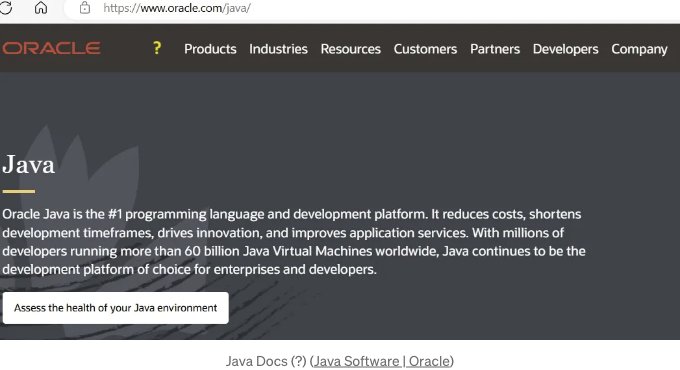 https://www.oracle.com/java/
ORACLE ? Products Industries Resources Customers Partners Developers Company
Java
Oracle Java is the #1 programming language and development platform. It reduces costs, shortens
development timeframes, drives innovation, and improves application services. With millions of
developers running more than 60 billion Java Virtual Machines worldwide, Java continues to be the
development platform of choice for enterprises and developers.
Assess the health of your Java environment
Java Docs (?) (Java Software | Oracle)